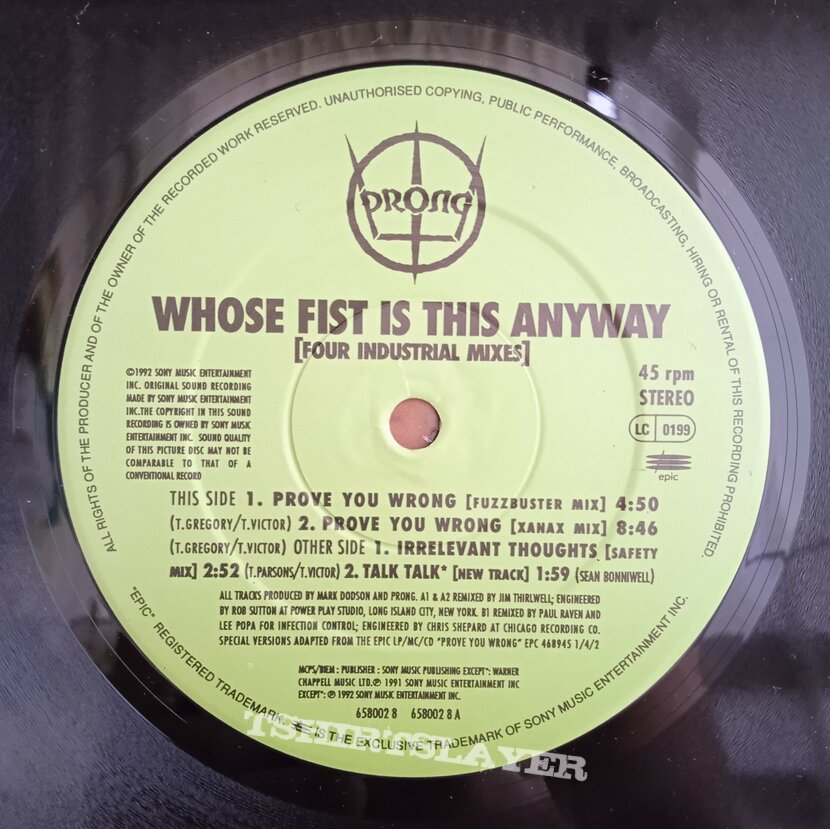 ALL RIGHTS OF THE PRODUCER AND OF THE OWNER OF THE RECORDED WORK RESERVED. UNAUTHORISED COPYING, PUBLIC PERFORMANCE, BROADCASTING, HIRING OR RENTAL OF THIS RECORDING PROHIBITED.
PRONG
WHOSE FIST IS THIS ANYWAY
[FOUR INDUSTRIAL MIXES]
©1992 SONY MUSIC ENTERTAINMENT
INC. ORIGINAL SOUND RECORDING
MADE BY SONY MUSIC ENTERTAINMENT
INC.THE COPYRIGHT IN THIS SOUND
RECORDING IS OWNED BY SONY MUSIC
ENTERTAINMENT INC. SOUND QUALITY
OF THIS PICTURE DISC MAY NOT BE
COMPARABLE TO THAT OF A
CONVENTIONAL RECORD
45 rpm
STEREO
LC 0199
epic
THIS SIDE 1. PROVE YOU WRONG [FUZZBUSTER MIX] 4:50
(T.GREGORY/T.VICTOR) 2. PROVE YOU WRONG [XANAX MIX] 8:46
(T.GREGORY/T.VICTOR) OTHER SIDE 1. IRRELEVANT THOUGHTS [SAFETY
MIX] 2:52 (T.PARSONS/T.VICTOR) 2. TALK TALK* [NEW TRACK] 1:59 (SEAN BONNIWELL)
ALL TRACKS PRODUCED BY MARK DODSON AND PRONG. A1 & A2 REMIXED BY JIM THIRLWELL; ENGINEERED
BY ROB SUTTON AT POWER PLAY STUDIO, LONG ISLAND CITY, NEW YORK. B1 REMIXED BY PAUL RAVEN AND
LEE POPA FOR INFECTION CONTROL; ENGINEERED BY CHRIS SHEPARD AT CHICAGO RECORDING CO.
SPECIAL VERSIONS ADAPTED FROM THE EPIC LP/MC/CD "PROVE YOU WRONG" EPC 468945 1/4/2
MCPS/BIEM : PUBLISHER : SONY MUSIC PUBLISHING EXCEPT*: WARNER
CHAPPELL MUSIC LTD.℗ 1991 SONY MUSIC ENTERTAINMENT INC
EXCEPT*: ℗ 1992 SONY MUSIC ENTERTAINMENT INC.
658002 8 658002 8 A
"EPIC" REGISTERED TRADEMARK. IS THE EXCLUSIVE TRADEMARK OF SONY MUSIC ENTERTAINMENT INC.
TSHIRTSLAYER